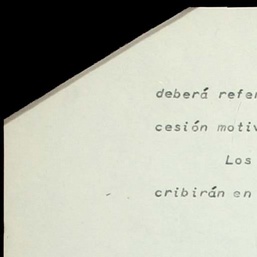 deberá refer
cesión motiv
Los
cribirán en